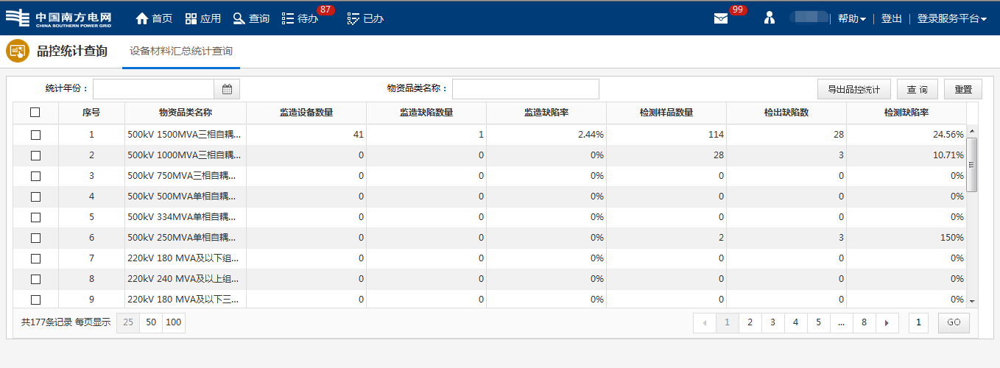 中国南方电网 CHINA SOUTHERN POWER GRID 首页 应用 查询 待办 87 已办 99 帮助 登出 登录服务平台
品控统计查询 设备材料汇总统计查询
统计年份： 物资品类名称： 导出品控统计 查 询 重置
序号 物资品类名称 监造设备数量 监造缺陷数量 监造缺陷率 检测样品数量 检出缺陷数 检测缺陷率
1 500kV 1500MVA三相自耦... 41 1 2.44% 114 28 24.56%
2 500kV 1000MVA三相自耦... 0 0 0% 28 3 10.71%
3 500kV 750MVA三相自耦... 0 0 0% 0 0 0%
4 500kV 500MVA单相自耦... 0 0 0% 0 0 0%
5 500kV 334MVA单相自耦... 0 0 0% 0 0 0%
6 500kV 250MVA单相自耦... 0 0 0% 2 3 150%
7 220kV 180 MVA及以下组... 0 0 0% 0 0 0%
8 220kV 240 MVA及以上组... 0 0 0% 0 0 0%
9 220kV 180 MVA及以下三... 0 0 0% 0 0 0%
共177条记录 每页显示 25 50 100 1 2 3 4 5 ... 8 1 GO